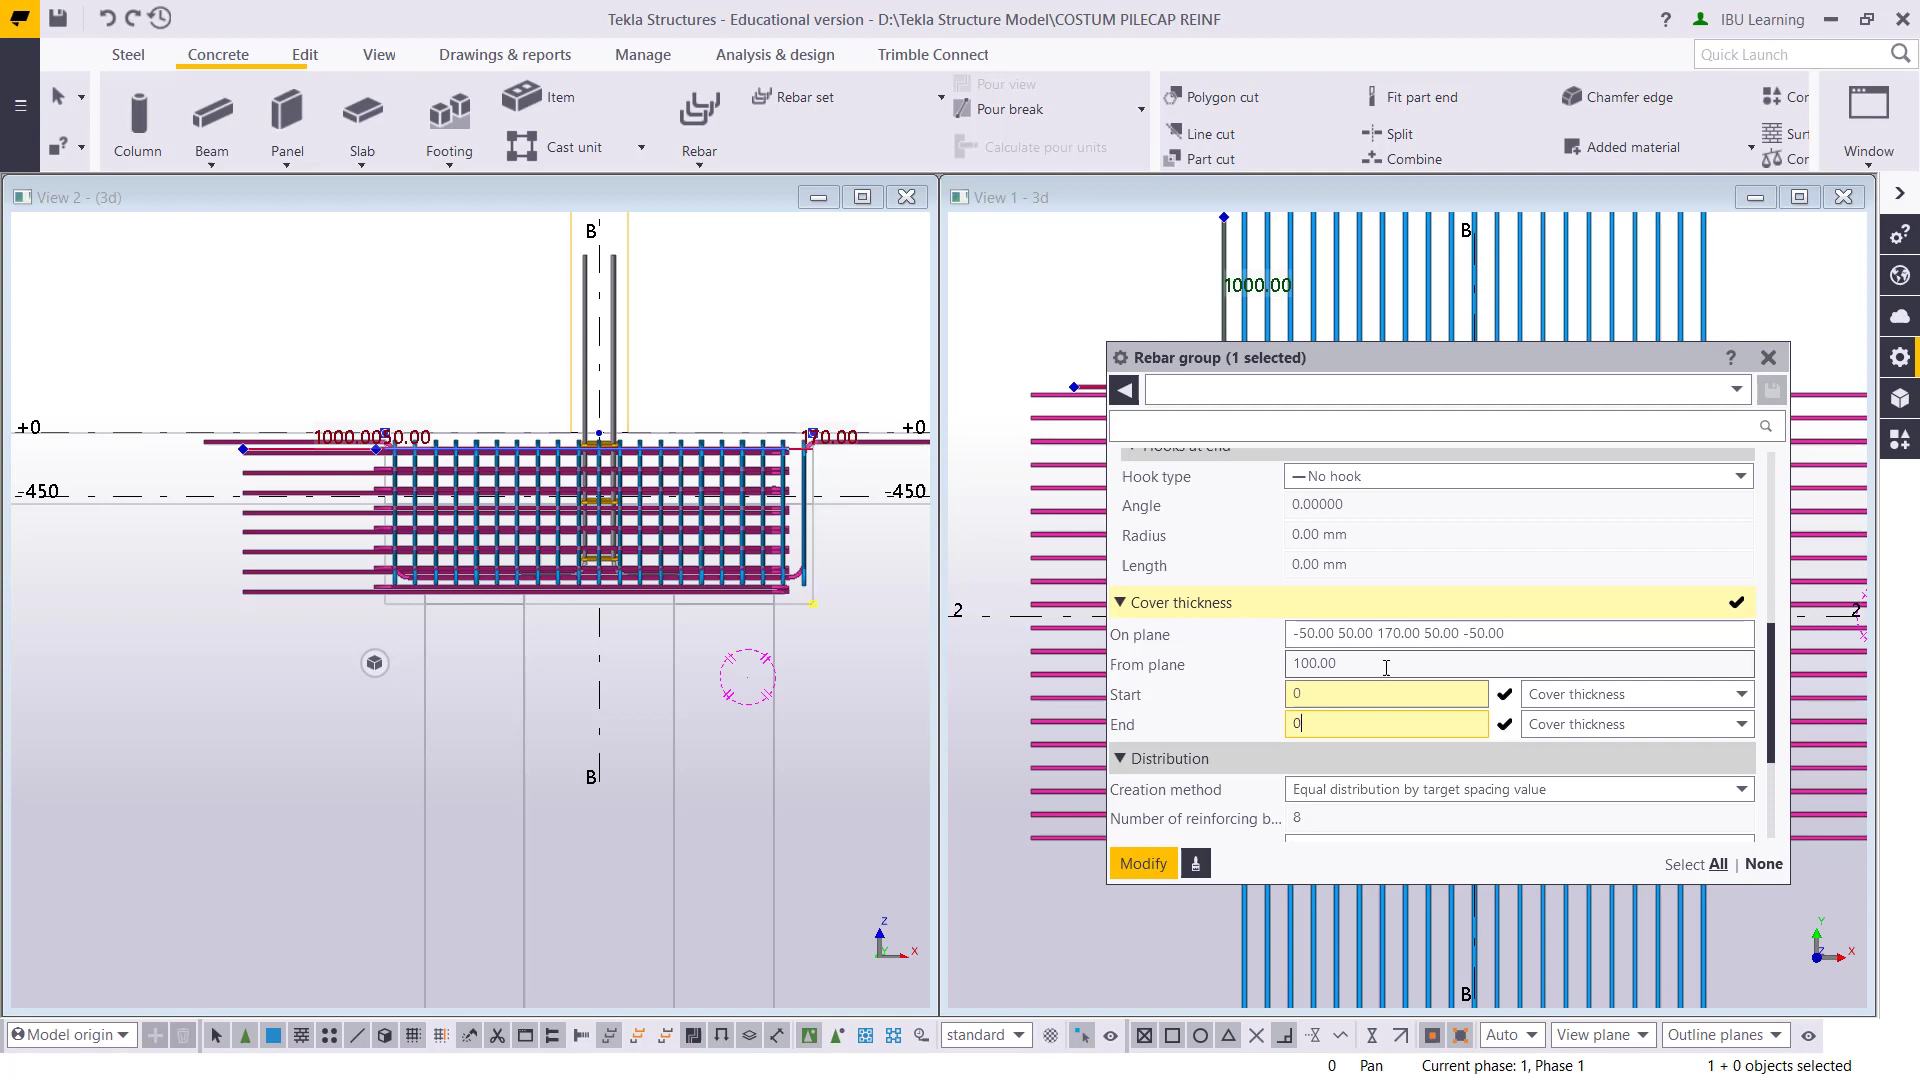 Tekla Structures - Educational version - D:\Tekla Structure Model\COSTUM PILECAP REINF
? IBU Learning
Steel Concrete Edit View Drawings & reports Manage Analysis & design Trimble Connect
Quick Launch
Column Beam Panel Slab Footing
Item
Cast unit
Rebar
Rebar set
Pour view
Pour break
Calculate pour units
Polygon cut
Line cut
Part cut
Fit part end
Split
Combine
Chamfer edge
Added material
Window
View 2 - (3d)
B
+0
1000.00
50.00
+0
-450
-450
B
Z
X
View 1 - 3d
B
1000.00
2
2
B
Y
Z
X
Rebar group (1 selected)
?
Hooks at end
Hook type No hook
Angle 0.00000
Radius 0.00 mm
Length 0.00 mm
Cover thickness
On plane -50.00 50.00 170.00 50.00 -50.00
From plane 100.00
Start 0 Cover thickness
End 0 Cover thickness
Distribution
Creation method Equal distribution by target spacing value
Number of reinforcing b... 8
Modify
Select All | None
Model origin
standard
Auto
View plane
Outline planes
0 Pan Current phase: 1, Phase 1 1 + 0 objects selected